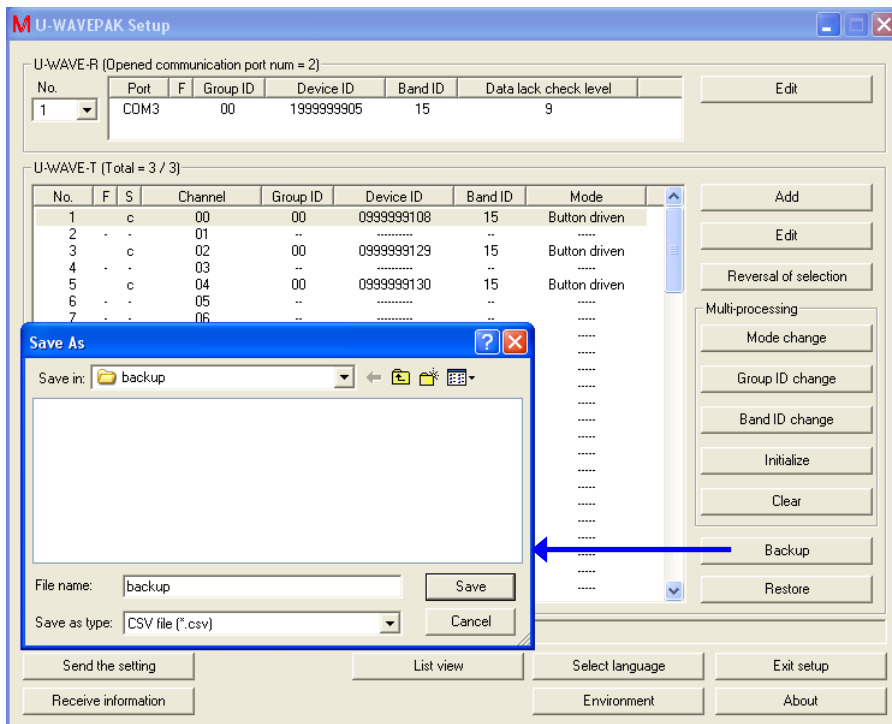 M U-WAVEPAK Setup
U-WAVE-R (Opened communication port num = 2)
No. Port F Group ID Device ID Band ID Data lack check level
1 COM3 00 1999999905 15 9
Edit
U-WAVE-T (Total = 3 / 3)
No. F S Channel Group ID Device ID Band ID Mode
1 c 00 00 0999999108 15 Button driven
2 - - 01 -- ---------- -- -----
3 c 02 00 0999999129 15 Button driven
4 - - 03 -- ---------- -- -----
5 c 04 00 0999999130 15 Button driven
6 - - 05 -- ---------- -- -----
7 - - 06 -- ---------- -- -----
Add
Edit
Reversal of selection
Multi-processing
Mode change
Group ID change
Band ID change
Initialize
Clear
Backup
Restore
Save As
Save in: backup
File name: backup
Save
Save as type: CSV file (*.csv)
Cancel
Send the setting
List view
Select language
Exit setup
Receive information
Environment
About